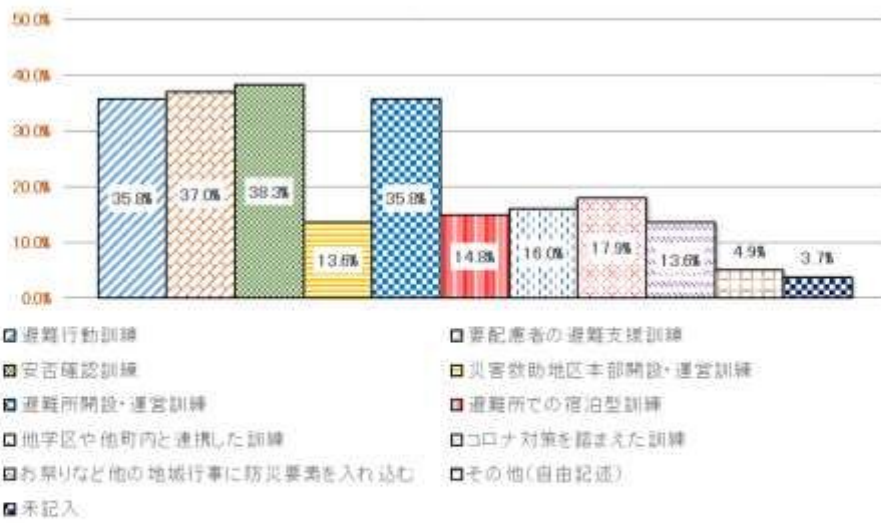 50.0%
40.0%
30.0%
20.0%
10.0%
0.0%
35.8%
37.0%
38.3%
13.6%
35.8%
14.8%
16.0%
17.9%
13.6%
4.9%
3.7%
避難行動訓練
要配慮者の避難支援訓練
安否確認訓練
災害救助地区本部開設・運営訓練
避難所開設・運営訓練
避難所での宿泊型訓練
他学区や他町内と連携した訓練
コロナ対策を踏まえた訓練
お祭りなど他の地域行事に防災要素を入れ込む
その他(自由記述)
未記入